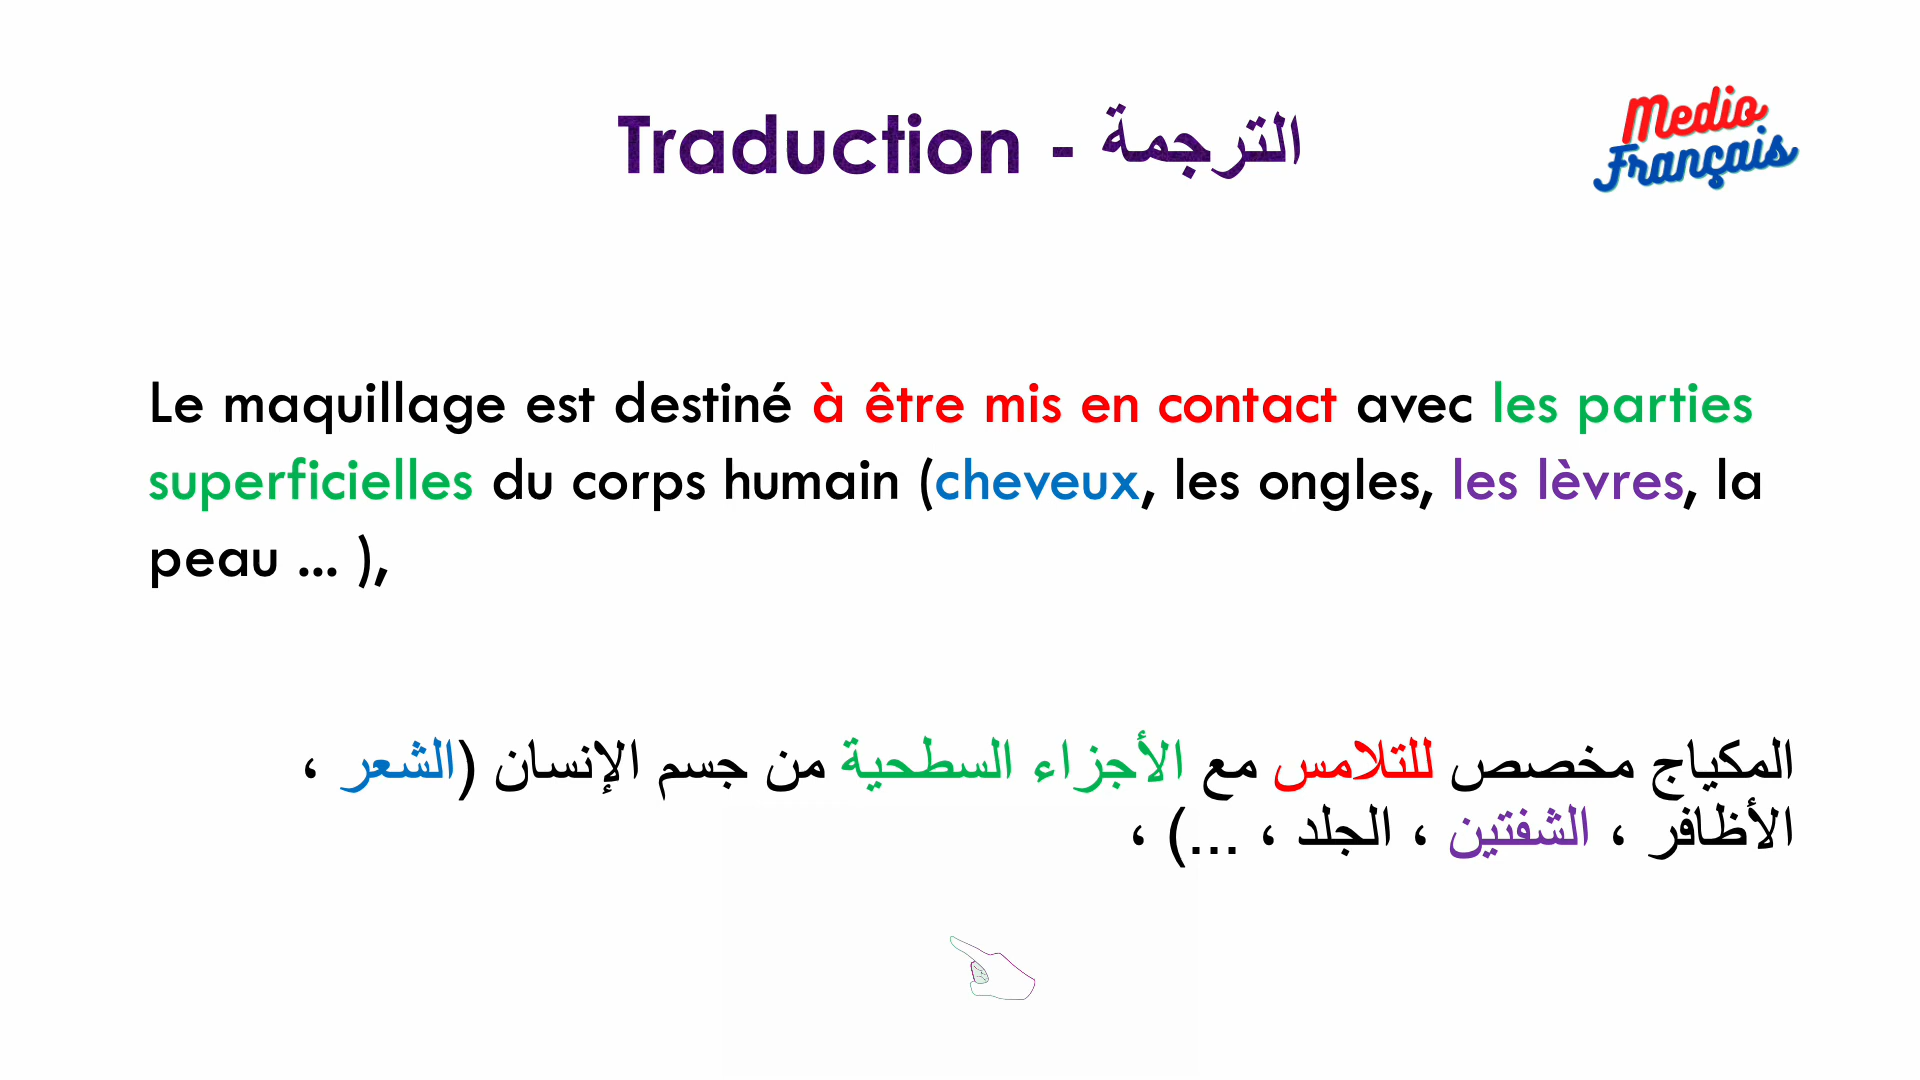 Traduction - الترجمة
Medio
Français
Le maquillage est destiné à être mis en contact avec les parties
superficielles du corps humain (cheveux, les ongles, les lèvres, la
peau ... ),
المكياج مخصص للتلامس مع الأجزاء السطحية من جسم الإنسان (الشعر ،
الأظافر ، الشفتين ، الجلد ، ...) ،